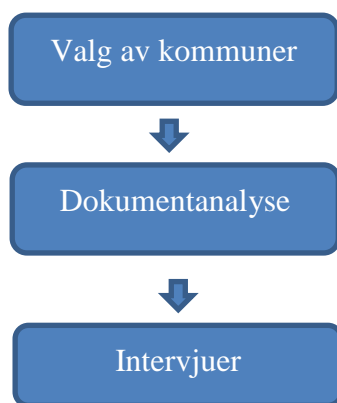 Valg av kommuner
Dokumentanalyse
Intervjuer